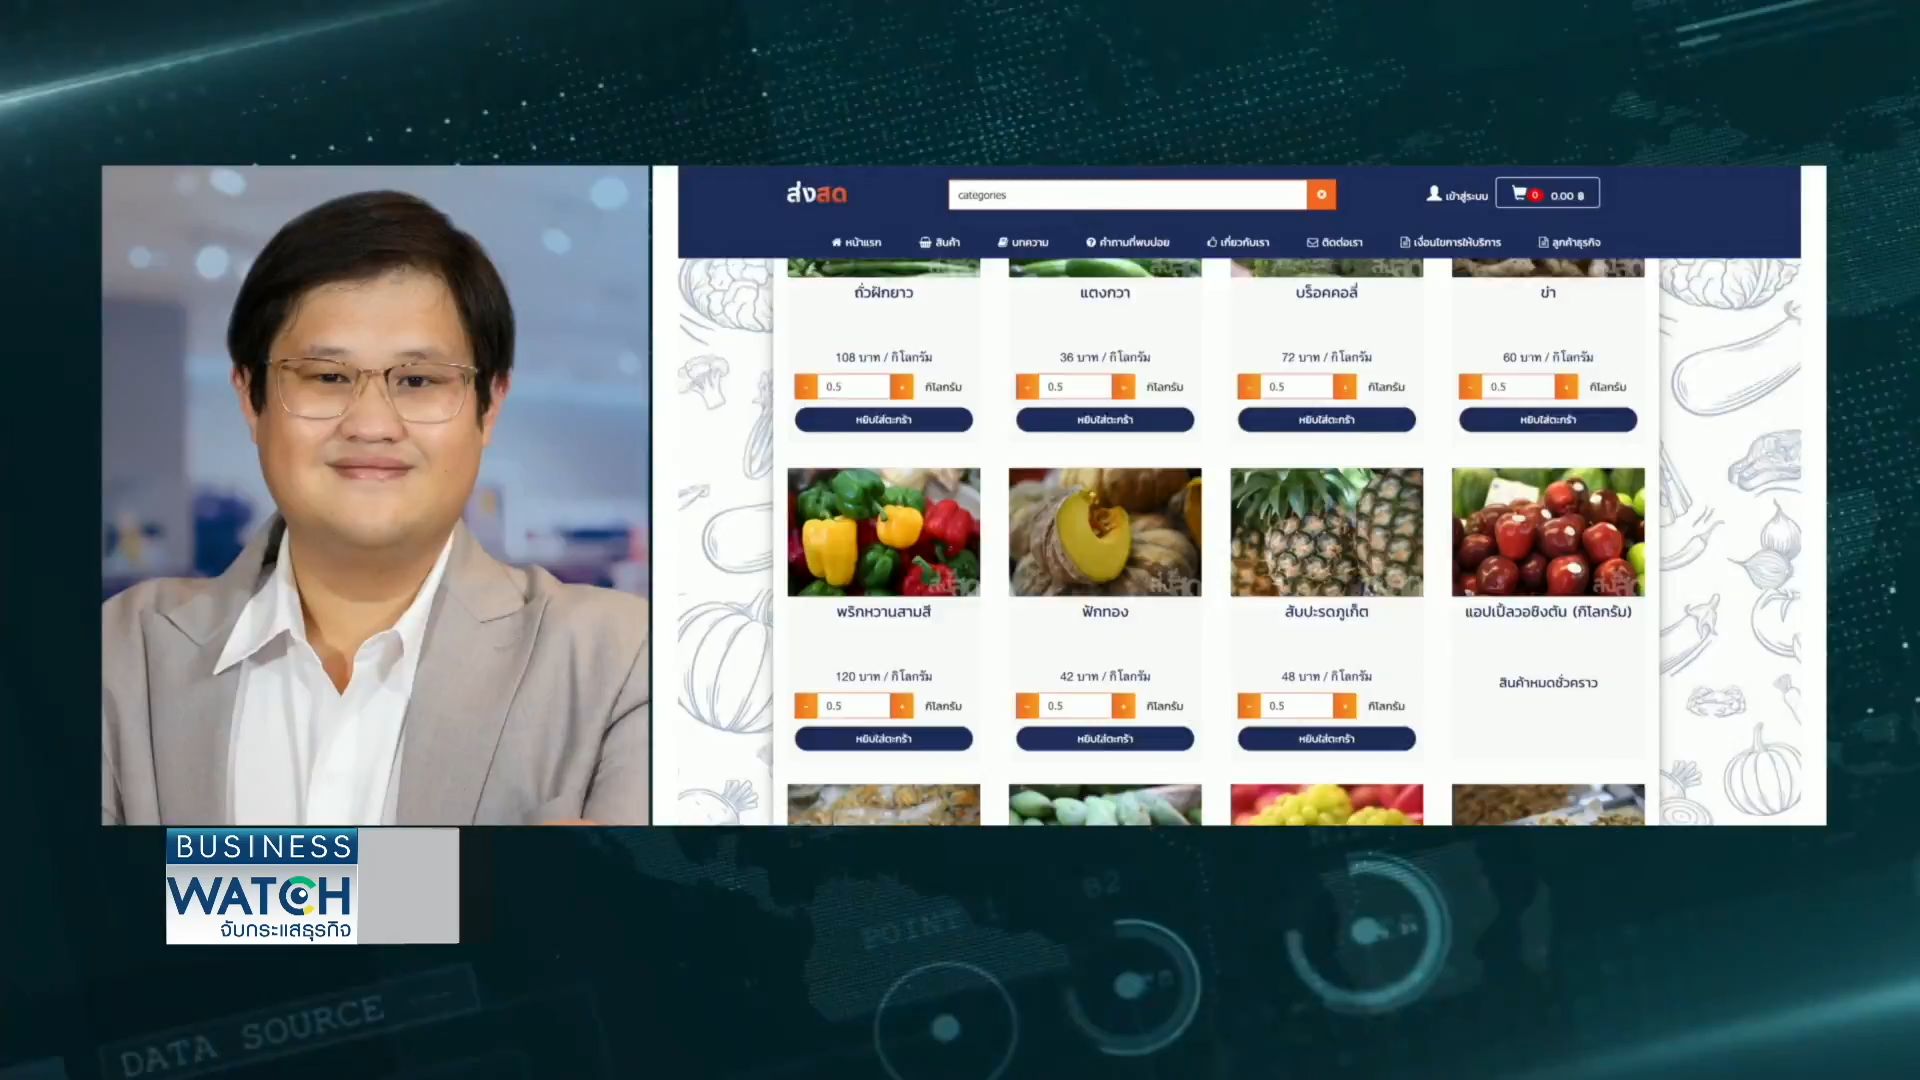 ส่งสด
categories
เข้าสู่ระบบ
0
0.00 ฿
หน้าแรก
สินค้า
บทความ
คำถามที่พบบ่อย
เกี่ยวกับเรา
ติดต่อเรา
เงื่อนไขการให้บริการ
ลูกค้าธุรกิจ
ถั่วฝักยาว
แตงกวา
บร็อคคอลี่
ข่า
108 บาท / กิโลกรัม
36 บาท / กิโลกรัม
72 บาท / กิโลกรัม
60 บาท / กิโลกรัม
- 0.5 + กิโลกรัม
- 0.5 + กิโลกรัม
- 0.5 + กิโลกรัม
- 0.5 + กิโลกรัม
หยิบใส่ตะกร้า
หยิบใส่ตะกร้า
หยิบใส่ตะกร้า
หยิบใส่ตะกร้า
พริกหวานสามสี
ฟักทอง
สับปะรดภูเก็ต
แอปเปิ้ลวอชิงตัน (กิโลกรัม)
120 บาท / กิโลกรัม
42 บาท / กิโลกรัม
48 บาท / กิโลกรัม
สินค้าหมดชั่วคราว
- 0.5 + กิโลกรัม
- 0.5 + กิโลกรัม
- 0.5 + กิโลกรัม
หยิบใส่ตะกร้า
หยิบใส่ตะกร้า
หยิบใส่ตะกร้า
BUSINESS
WATCH
จับกระแสธุรกิจ
POINT
DATA SOURCE